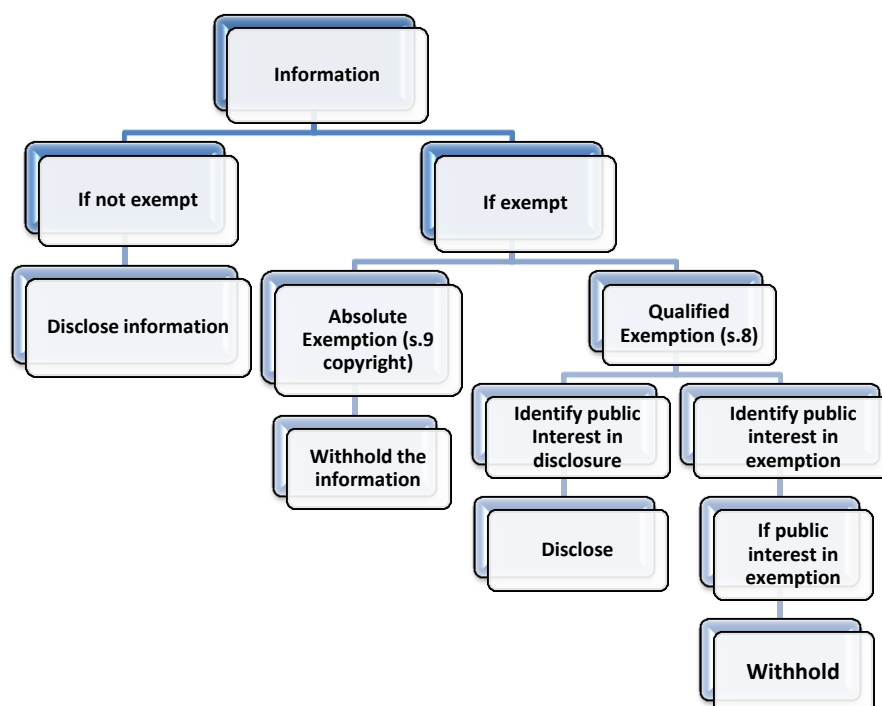 Information
If not exempt
If exempt
Disclose information
Absolute
Exemption (s.9
copyright)
Qualified
Exemption (s.8)
Withhold the
information
Identify public
Interest in
disclosure
Identify public
interest in
exemption
Disclose
If public
interest in
exemption
Withhold